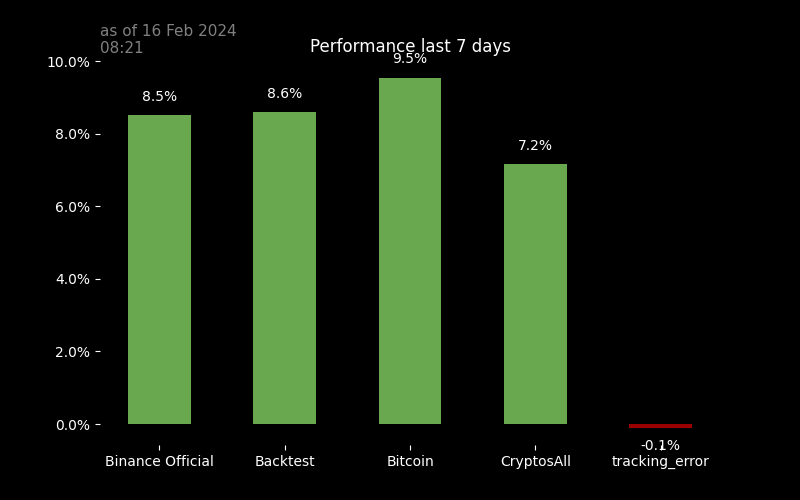 as of 16 Feb 2024
08:21
Performance last 7 days
10.0%
8.0%
6.0%
4.0%
2.0%
0.0%
8.5%
8.6%
9.5%
7.2%
-0.1%
Binance Official
Backtest
Bitcoin
CryptosAll
tracking_error